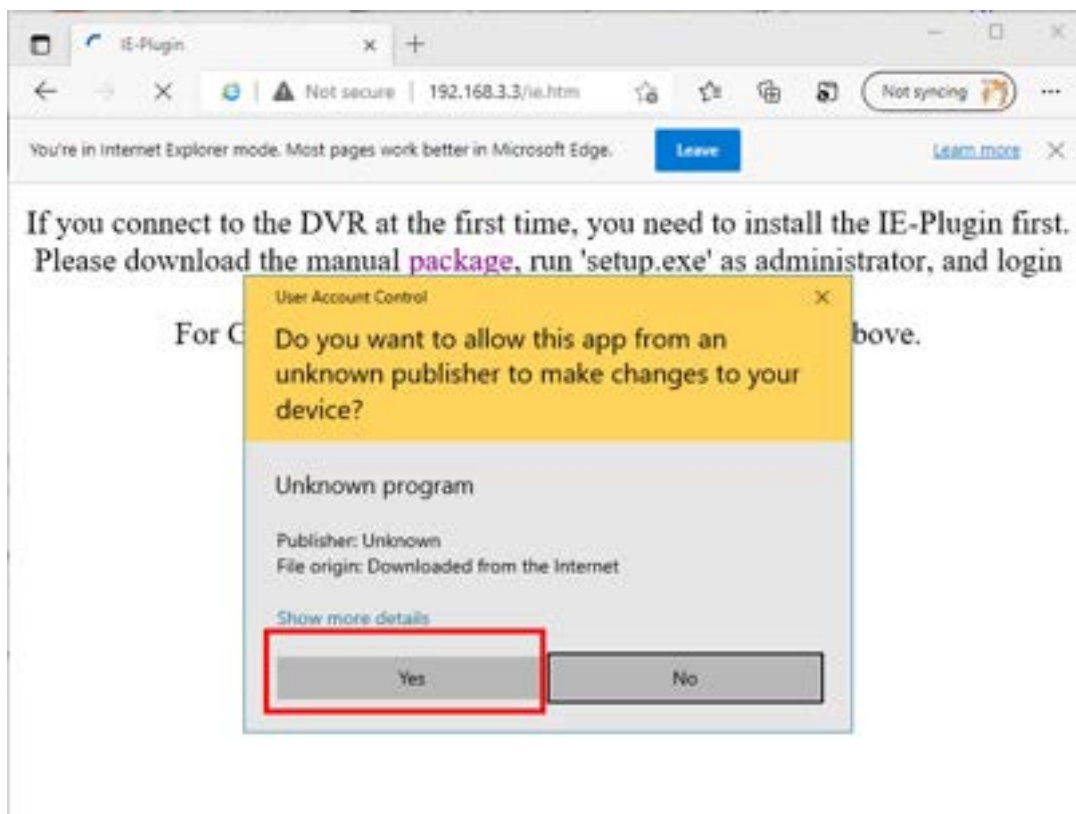 IE-Plugin
Not secure | 192.168.3.3/ie.htm
Not syncing
You're in Internet Explorer mode. Most pages work better in Microsoft Edge.
Leave
Learn more
If you connect to the DVR at the first time, you need to install the IE-Plugin first.
Please download the manual package, run 'setup.exe' as administrator, and login
For
bove.
User Account Control
Do you want to allow this app from an
unknown publisher to make changes to your
device?
Unknown program
Publisher: Unknown
File origin: Downloaded from the Internet
Show more details
Yes
No